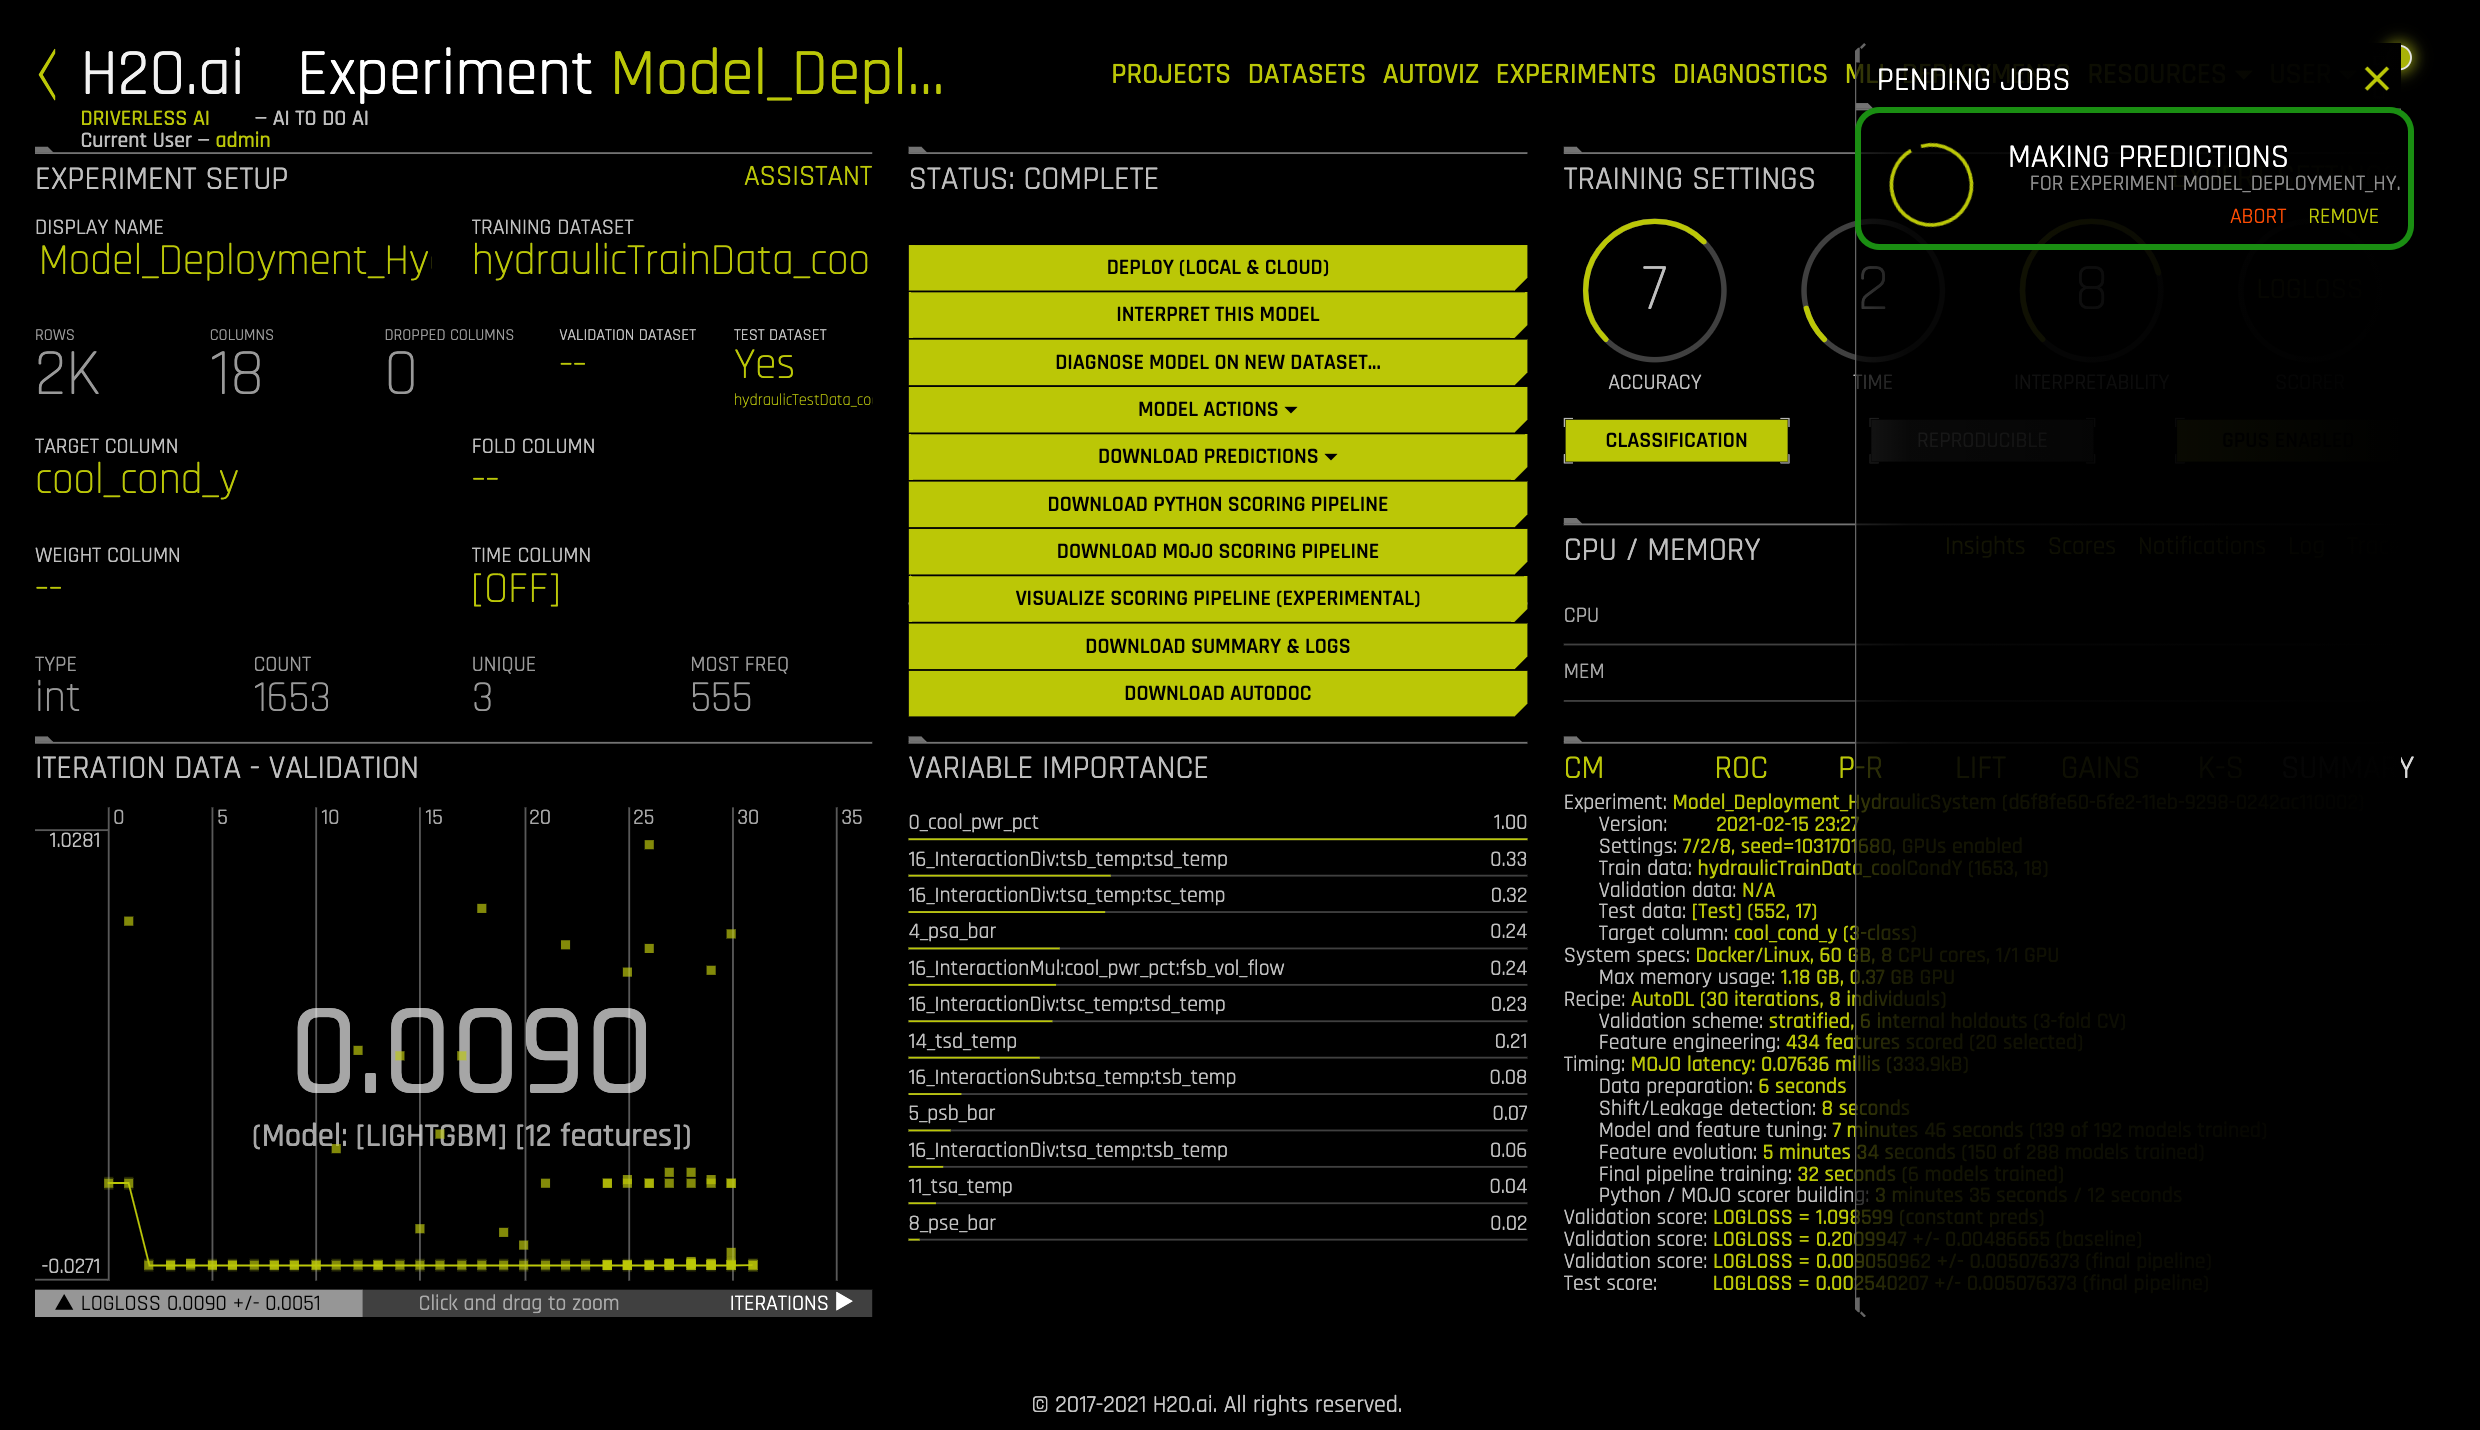 H2O.ai Experiment Model_Depl...
DRIVERLESS AI — AI TO DO AI
Current User — admin
PROJECTS DATASETS AUTOVIZ EXPERIMENTS DIAGNOSTICS RESOURCES
PENDING JOBS
MAKING PREDICTIONS
FOR EXPERIMENT MODEL_DEPLOYMENT_HY.
ABORT REMOVE
EXPERIMENT SETUP ASSISTANT
DISPLAY NAME TRAINING DATASET
Model_Deployment_Hy hydraulicTrainData_coo
ROWS COLUMNS DROPPED COLUMNS VALIDATION DATASET TEST DATASET
2K 18 0 -- Yes
hydraulicTestData_co
TARGET COLUMN FOLD COLUMN
cool_cond_y --
WEIGHT COLUMN TIME COLUMN
-- [OFF]
TYPE COUNT UNIQUE MOST FREQ
int 1653 3 555
STATUS: COMPLETE
DEPLOY (LOCAL & CLOUD)
INTERPRET THIS MODEL
DIAGNOSE MODEL ON NEW DATASET...
MODEL ACTIONS
DOWNLOAD PREDICTIONS
DOWNLOAD PYTHON SCORING PIPELINE
DOWNLOAD MOJO SCORING PIPELINE
VISUALIZE SCORING PIPELINE (EXPERIMENTAL)
DOWNLOAD SUMMARY & LOGS
DOWNLOAD AUTODOC
TRAINING SETTINGS
7 2 8
ACCURACY TIME INTERPRETABILITY
CLASSIFICATION REPRODUCIBLE
CPU / MEMORY Insights Scores Notifications
CPU
MEM
ITERATION DATA - VALIDATION
0 5 10 15 20 25 30 35
1.0281
0.0090
(Model: [LIGHTGBM] [12 features])
-0.0271
LOGLOSS 0.0090 +/- 0.0051 Click and drag to zoom ITERATIONS
VARIABLE IMPORTANCE
0_cool_pwr_pct 1.00
16_InteractionDiv:tsb_temp:tsd_temp 0.33
16_InteractionDiv:tsa_temp:tsc_temp 0.32
4_psa_bar 0.24
16_InteractionMul:cool_pwr_pct:fsb_vol_flow 0.24
16_InteractionDiv:tsc_temp:tsd_temp 0.23
14_tsd_temp 0.21
16_InteractionSub:tsa_temp:tsb_temp 0.08
5_psb_bar 0.07
16_InteractionDiv:tsa_temp:tsb_temp 0.06
11_tsa_temp 0.04
8_pse_bar 0.02
CM ROC P-R LIFT GAINS K-S SUMMARY
Experiment: Model_Deployment_HydraulicSystem
Version: 2021-02-15 23:27
Settings: 7/2/8, seed=1031701680, GPUs enabled
Train data: hydraulicTrainData_coolCondY (1653, 18)
Validation data: N/A
Test data: [Test] (552, 17)
Target column: cool_cond_y (3-class)
System specs: Docker/Linux, 60 GB, 8 CPU cores, 1/1 GPU
Max memory usage: 1.18 GB, 0.37 GB GPU
Recipe: AutoDL (30 iterations, 8 individuals)
Validation scheme: stratified, 6 internal holdouts (3-fold CV)
Feature engineering: 434 features scored (20 selected)
Timing: MOJO latency: 0.07636 millis (333.9kB)
Data preparation: 6 seconds
Shift/Leakage detection: 8 seconds
Model and feature tuning: 7 minutes 46 seconds (139 of 192 models trained)
Feature evolution: 5 minutes 34 seconds (150 of 288 models trained)
Final pipeline training: 32 seconds (6 models trained)
Python / MOJO scorer building: 3 minutes 35 seconds / 12 seconds
Validation score: LOGLOSS = 1.098599 (constant preds)
Validation score: LOGLOSS = 0.2009947 +/- 0.00486665 (baseline)
Validation score: LOGLOSS = 0.009050962 +/- 0.005076373 (final pipeline)
Test score: LOGLOSS = 0.002540207 +/- 0.005076373 (final pipeline)
© 2017-2021 H2O.ai. All rights reserved.